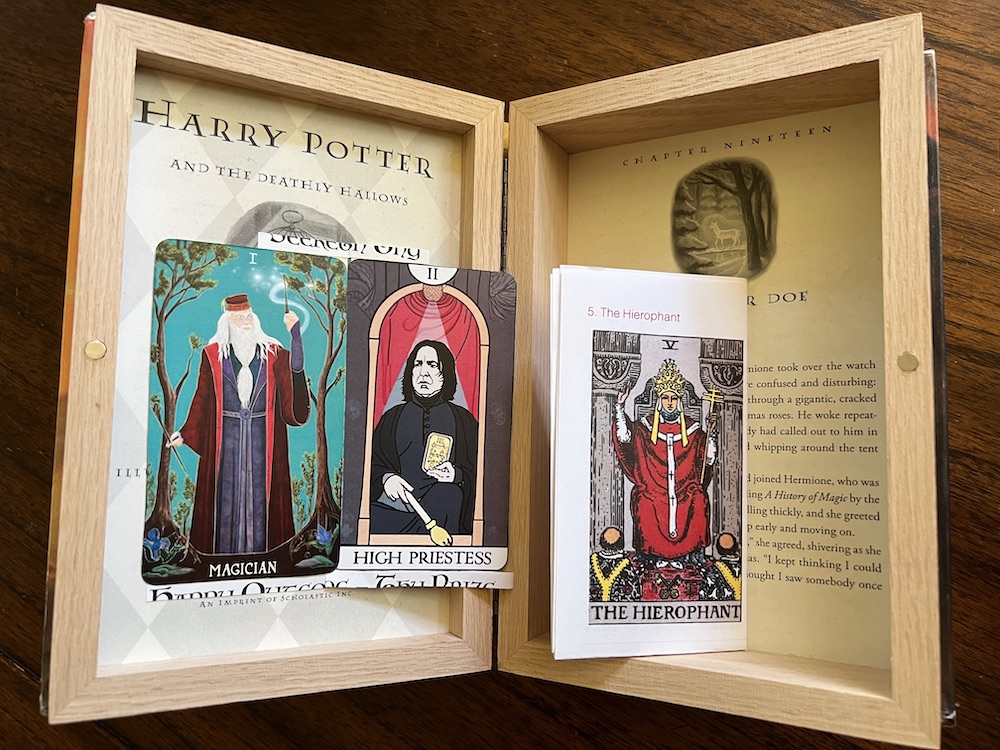 HARRY POTTER
AND THE DEATHLY HALLOWS
I
MAGICIAN
II
HIGH PRIESTESS
AN IMPRINT OF SCHOLASTIC INC.
CHAPTER NINETEEN
R DOE
5. The Hierophant
V
THE HIEROPHANT
mione took over the watch
e confused and disturbing:
through a gigantic, cracked
mas roses. He woke repeat-
dy had called out to him in
whipping around the tent
joined Hermione, who was
ing A History of Magic by the
lling thickly, and she greeted
p early and moving on.
," she agreed, shivering as she
as. "I kept thinking I could
ought I saw somebody once